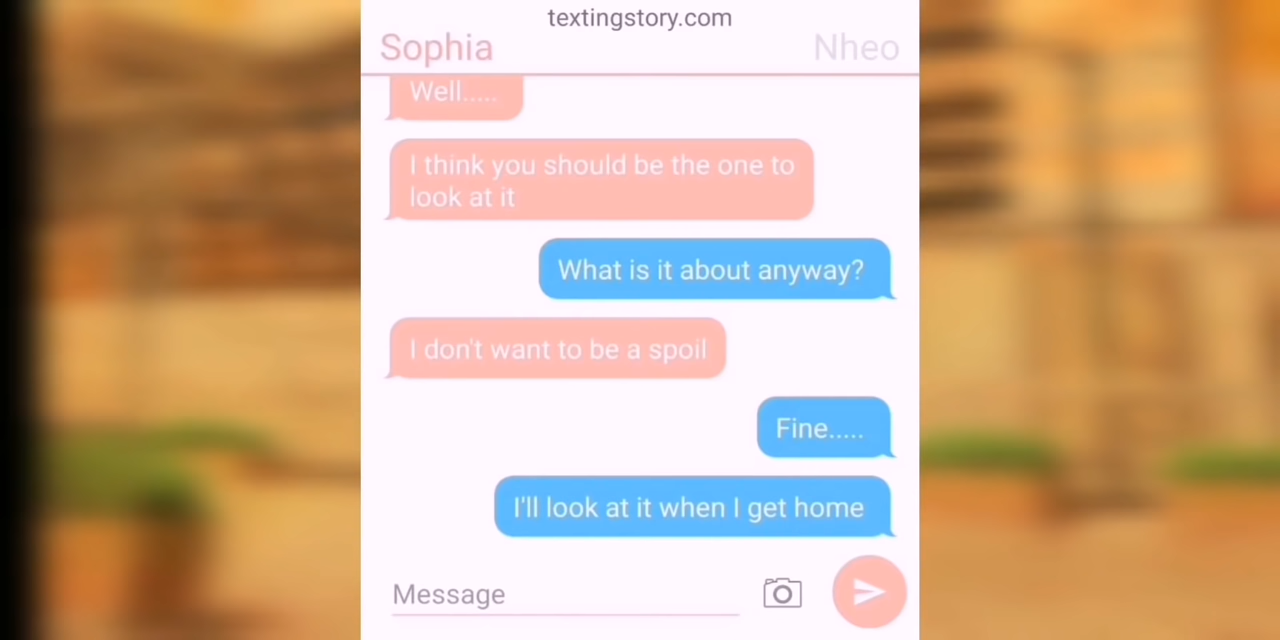 textingstory.com
Sophia
Nheo
Well.....
I think you should be the one to
look at it
What is it about anyway?
I don't want to be a spoil
Fine.....
I'll look at it when I get home
Message